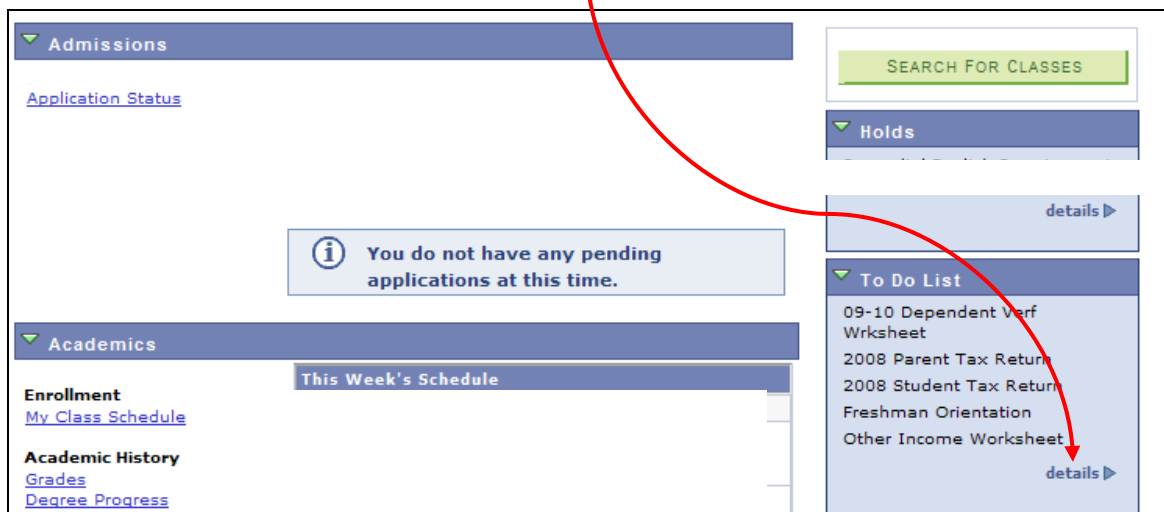 Admissions
Application Status
You do not have any pending
applications at this time.
Academics
Enrollment
My Class Schedule
Academic History
Grades
Degree Progress
This Week's Schedule
SEARCH FOR CLASSES
Holds
details
To Do List
09-10 Dependent Verf
Wrksheet
2008 Parent Tax Return
2008 Student Tax Return
Freshman Orientation
Other Income Worksheet
details